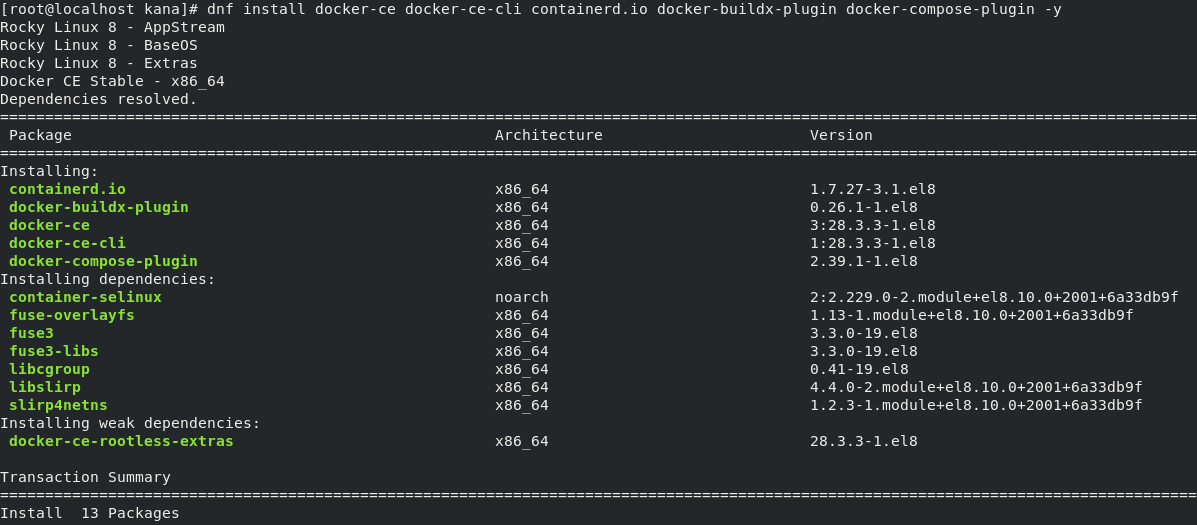 [root@localhost kana]# dnf install docker-ce docker-ce-cli containerd.io docker-buildx-plugin docker-compose-plugin -y
Rocky Linux 8 - AppStream
Rocky Linux 8 - BaseOS
Rocky Linux 8 - Extras
Docker CE Stable - x86_64
Dependencies resolved.
=====================================================================================================================================
 Package                                              Architecture                       Version
=====================================================================================================================================
Installing:
 containerd.io                                        x86_64                             1.7.27-3.1.el8
 docker-buildx-plugin                                 x86_64                             0.26.1-1.el8
 docker-ce                                            x86_64                             3:28.3.3-1.el8
 docker-ce-cli                                        x86_64                             1:28.3.3-1.el8
 docker-compose-plugin                                x86_64                             2.39.1-1.el8
Installing dependencies:
 container-selinux                                    noarch                             2:2.229.0-2.module+el8.10.0+2001+6a33db9f
 fuse-overlayfs                                       x86_64                             1.13-1.module+el8.10.0+2001+6a33db9f
 fuse3                                                x86_64                             3.3.0-19.el8
 fuse3-libs                                           x86_64                             3.3.0-19.el8
 libcgroup                                            x86_64                             0.41-19.el8
 libslirp                                             x86_64                             4.4.0-2.module+el8.10.0+2001+6a33db9f
 slirp4netns                                          x86_64                             1.2.3-1.module+el8.10.0+2001+6a33db9f
Installing weak dependencies:
 docker-ce-rootless-extras                            x86_64                             28.3.3-1.el8

Transaction Summary
=====================================================================================================================================
Install  13 Packages